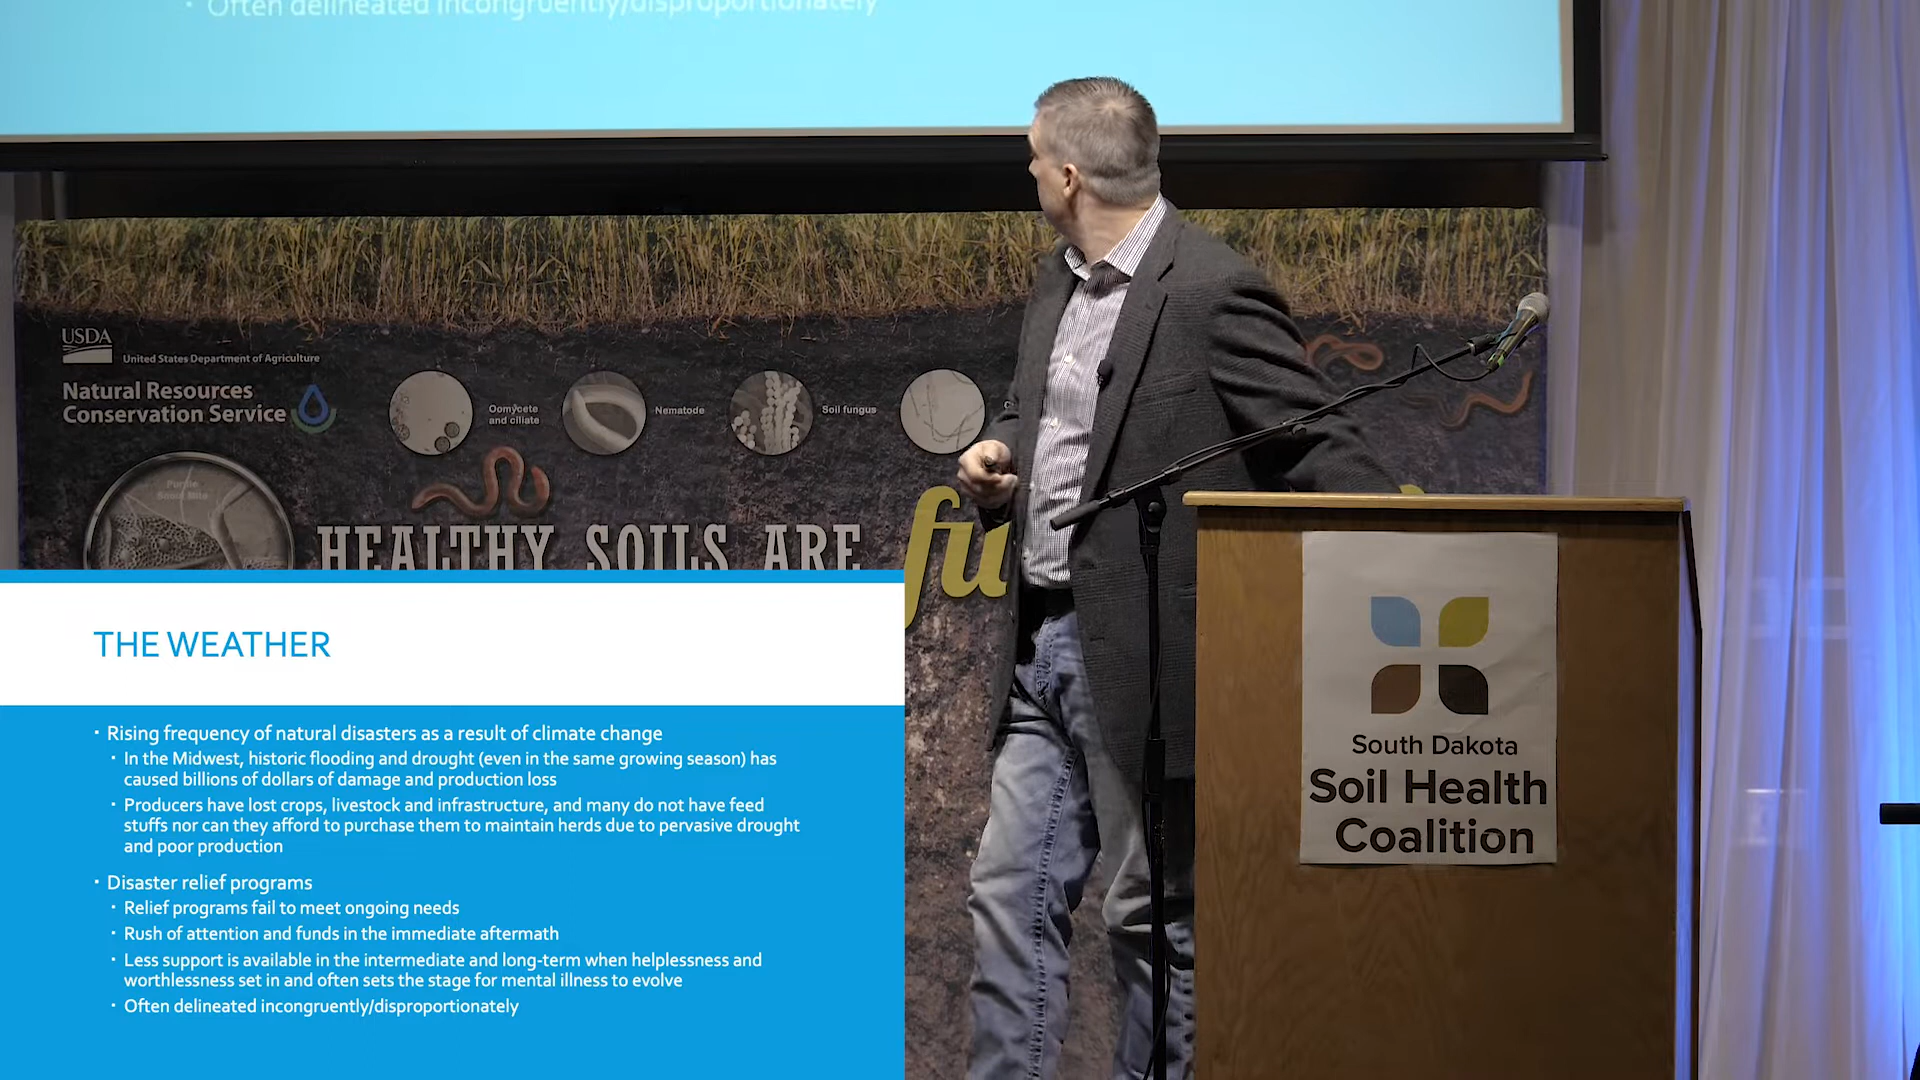 • Often delineated incongruently/disproportionately
USDA
United States Department of Agriculture
Natural Resources
Conservation Service
Oomycete
and ciliate
Nematode
Soil fungus
Purple
Snout Mite
HEALTHY SOILS ARE fu
THE WEATHER
• Rising frequency of natural disasters as a result of climate change
• In the Midwest, historic flooding and drought (even in the same growing season) has
caused billions of dollars of damage and production loss
• Producers have lost crops, livestock and infrastructure, and many do not have feed
stuffs nor can they afford to purchase them to maintain herds due to pervasive drought
and poor production
• Disaster relief programs
• Relief programs fail to meet ongoing needs
• Rush of attention and funds in the immediate aftermath
• Less support is available in the intermediate and long-term when helplessness and
worthlessness set in and often sets the stage for mental illness to evolve
• Often delineated incongruently/disproportionately
South Dakota
Soil Health
Coalition